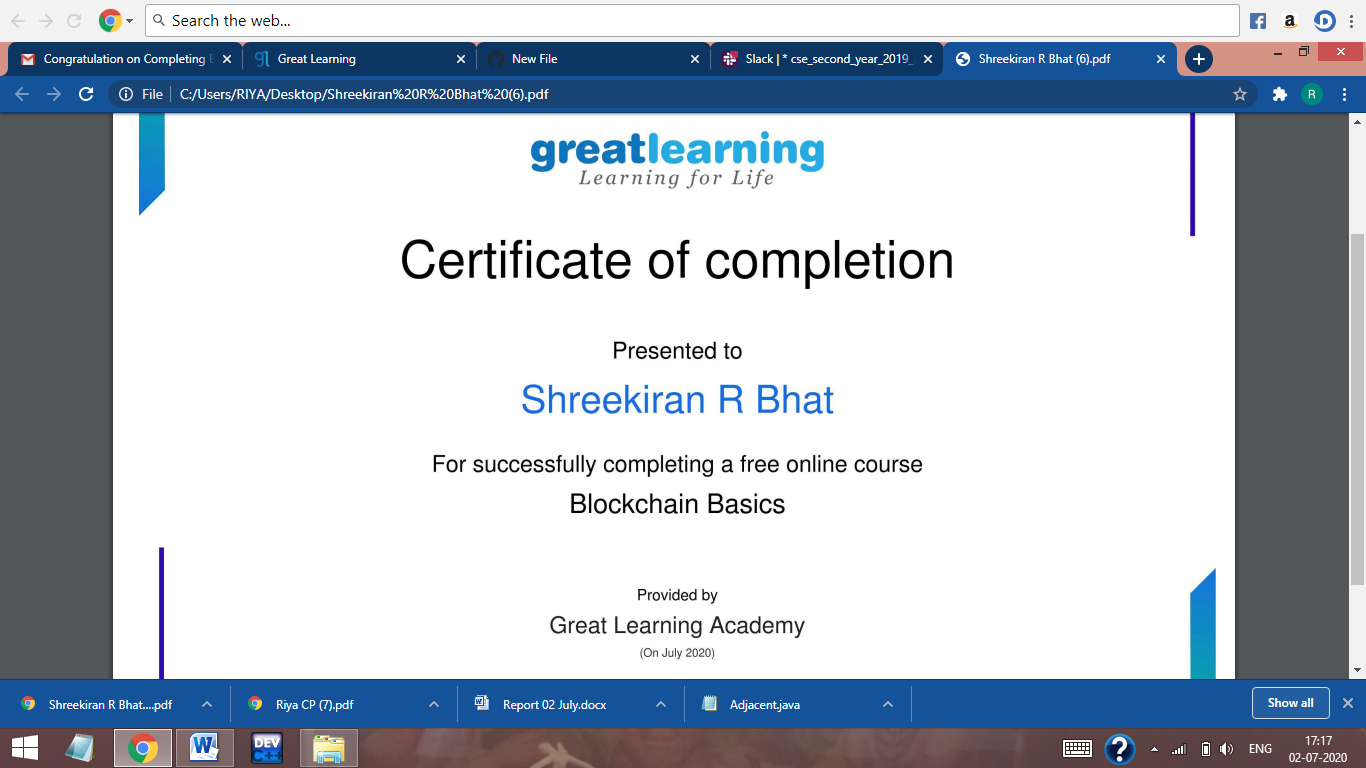 Search the web...
Congratulation on Completing B
Great Learning
New File
Slack | * cse_second_year_2019_
Shreekiran R Bhat (6).pdf
File
C:/Users/RIYA/Desktop/Shreekiran%20R%20Bhat%20(6).pdf
R
greatlearning
Learning for Life
Certificate of completion
Presented to
Shreekiran R Bhat
For successfully completing a free online course
Blockchain Basics
Provided by
Great Learning Academy
(On July 2020)
Shreekiran R Bhat....pdf
Riya CP (7).pdf
Report 02 July.docx
Adjacent.java
Show all
DEV
C++
ENG
17:17
02-07-2020